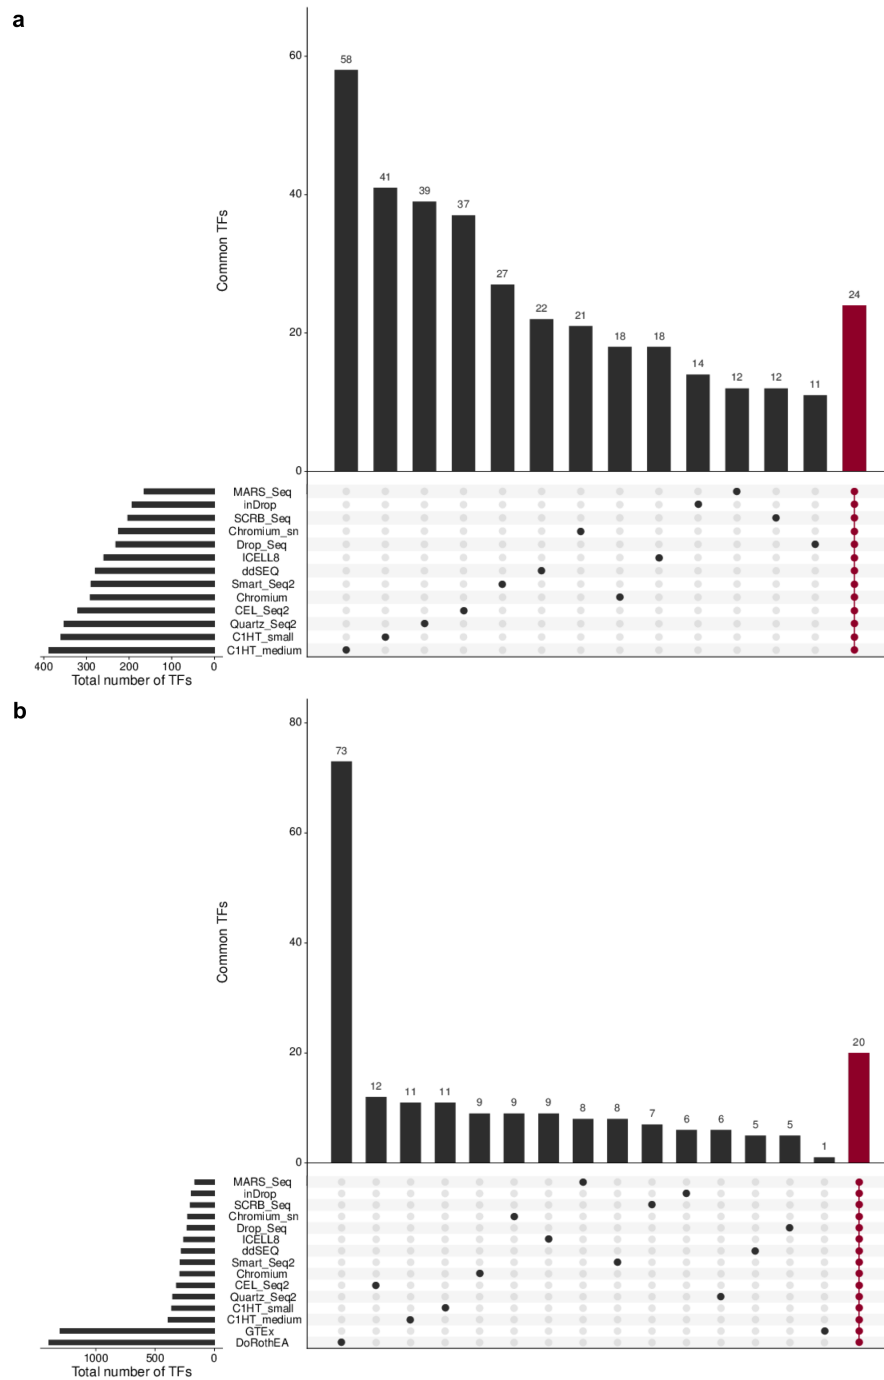 a
60
40
20
0
Common TFs
58
41
39
37
27
22
21
18
18
14
12
12
11
24
MARS_Seq
inDrop
SCRB_Seq
Chromium_sn
Drop_Seq
ICELL8
ddSEQ
Smart_Seq2
Chromium
CEL_Seq2
Quartz_Seq2
C1HT_small
C1HT_medium
400 300 200 100 0
Total number of TFs
b
80
60
40
20
0
Common TFs
73
12
11
11
9
9
9
8
8
7
6
6
5
5
1
20
MARS_Seq
inDrop
SCRB_Seq
Chromium_sn
Drop_Seq
ICELL8
ddSEQ
Smart_Seq2
Chromium
CEL_Seq2
Quartz_Seq2
C1HT_small
C1HT_medium
GTEx
DoRothEA
1000 500 0
Total number of TFs